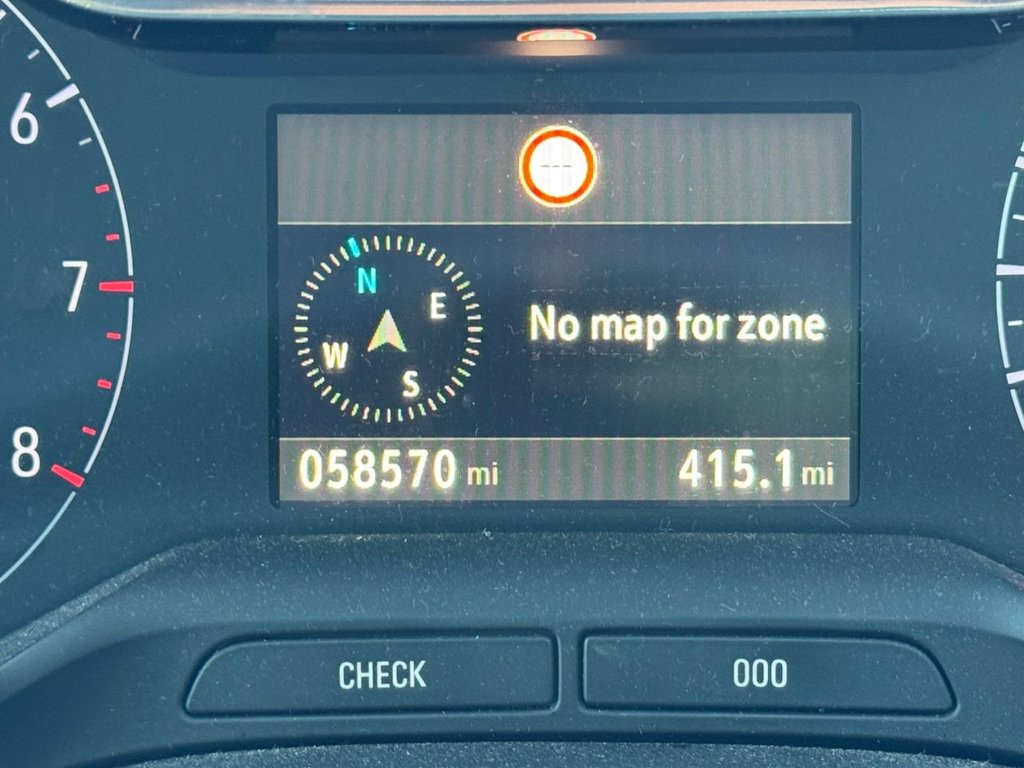 6
7
8
---
N
E
W
S
No map for zone
058570 mi
415.1 mi
CHECK
000